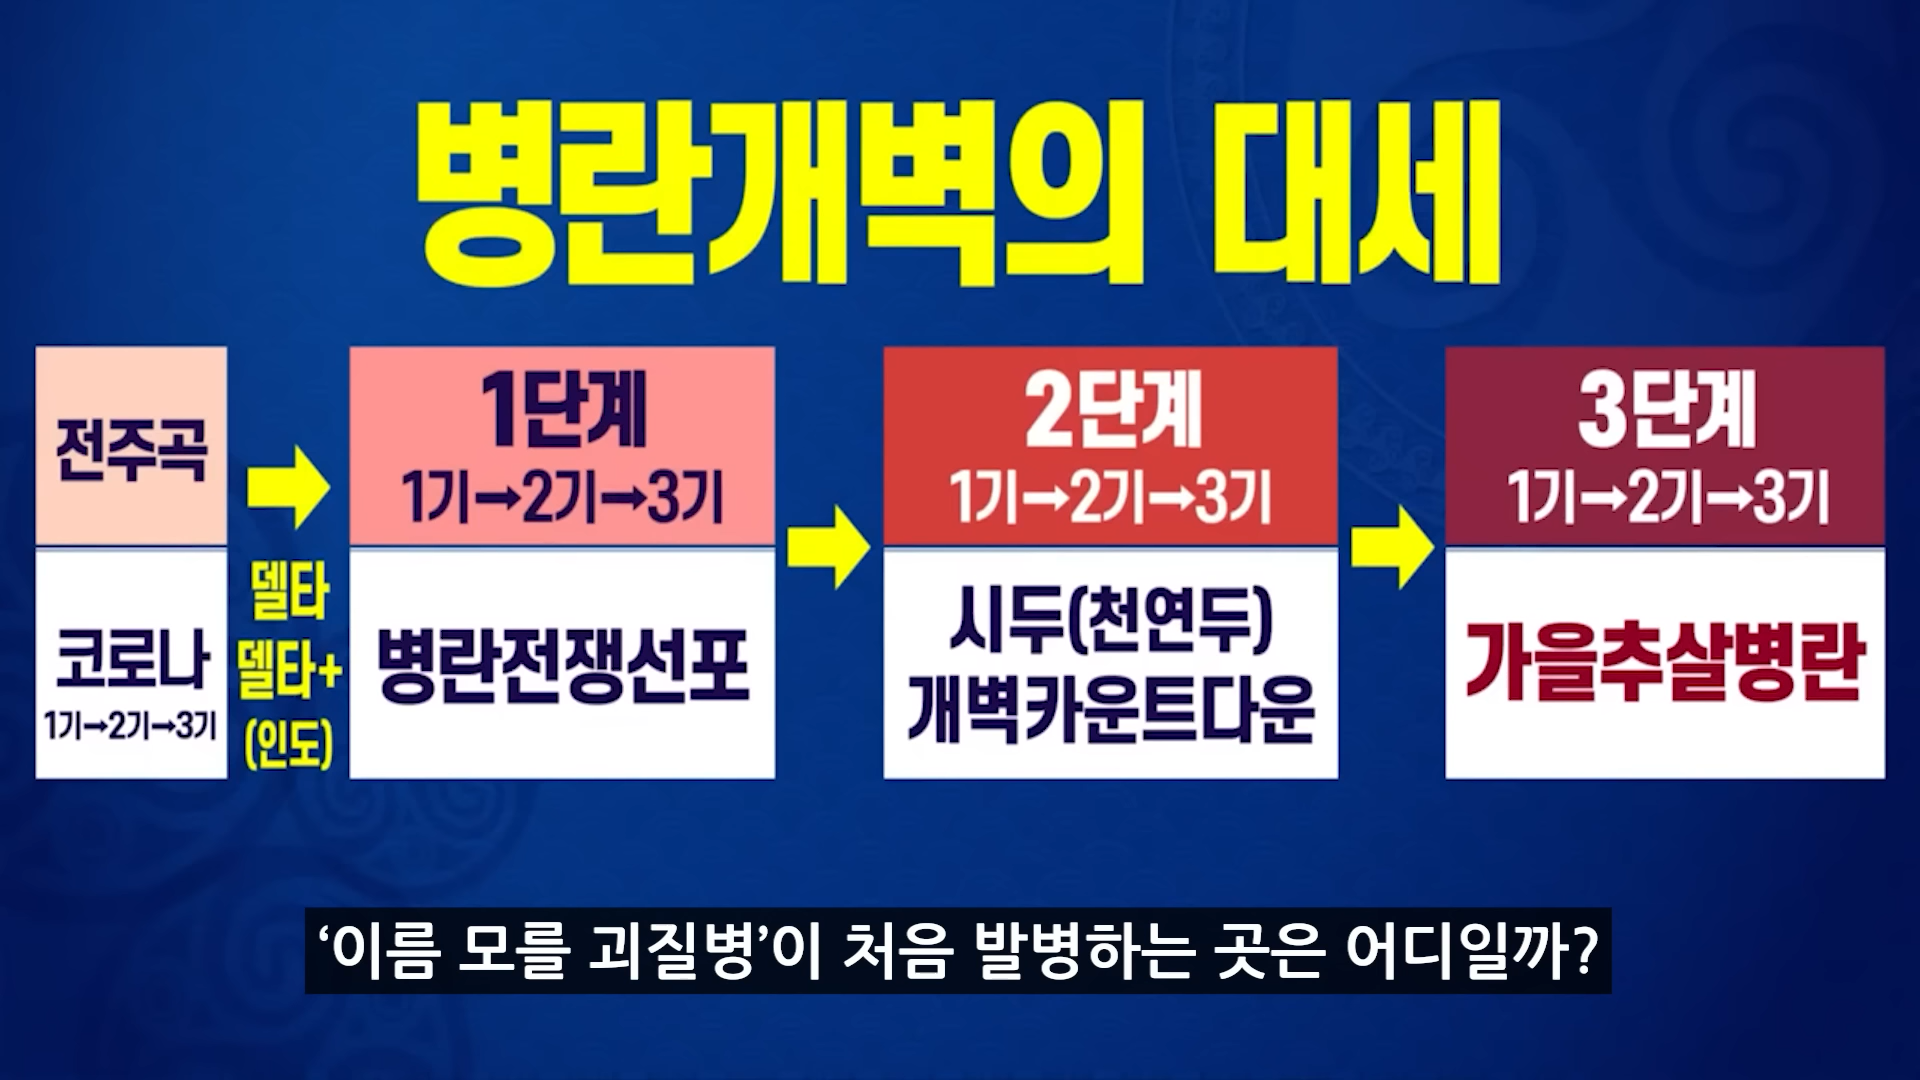 병란개벽의 대세
전주곡
코로나
1기→2기→3기
델타
델타+
(인도)
1단계
1기→2기→3기
병란전쟁선포
2단계
1기→2기→3기
시두(천연두)
개벽카운트다운
3단계
1기→2기→3기
가을추살병란
‘이름 모를 괴질병’이 처음 발병하는 곳은 어디일까?